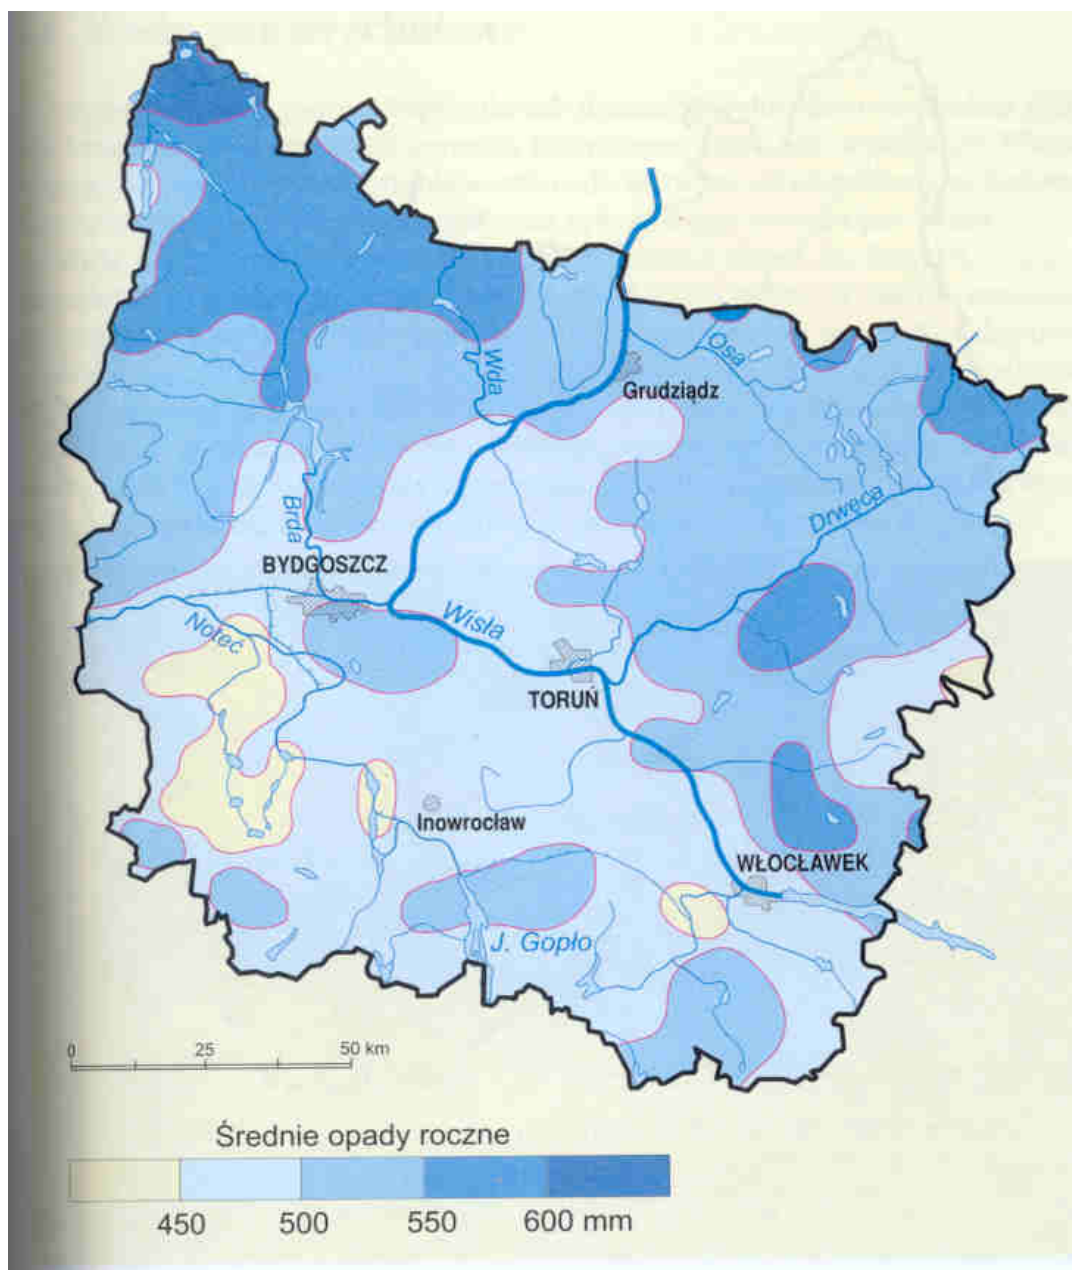 Osa
Wda
Grudziądz
Drwęca
Brda
BYDGOSZCZ
Wisła
Noteć
TORUŃ
Inowrocław
WŁOCŁAWEK
J. Gopło
0 25 50 km
Średnie opady roczne
450 500 550 600 mm